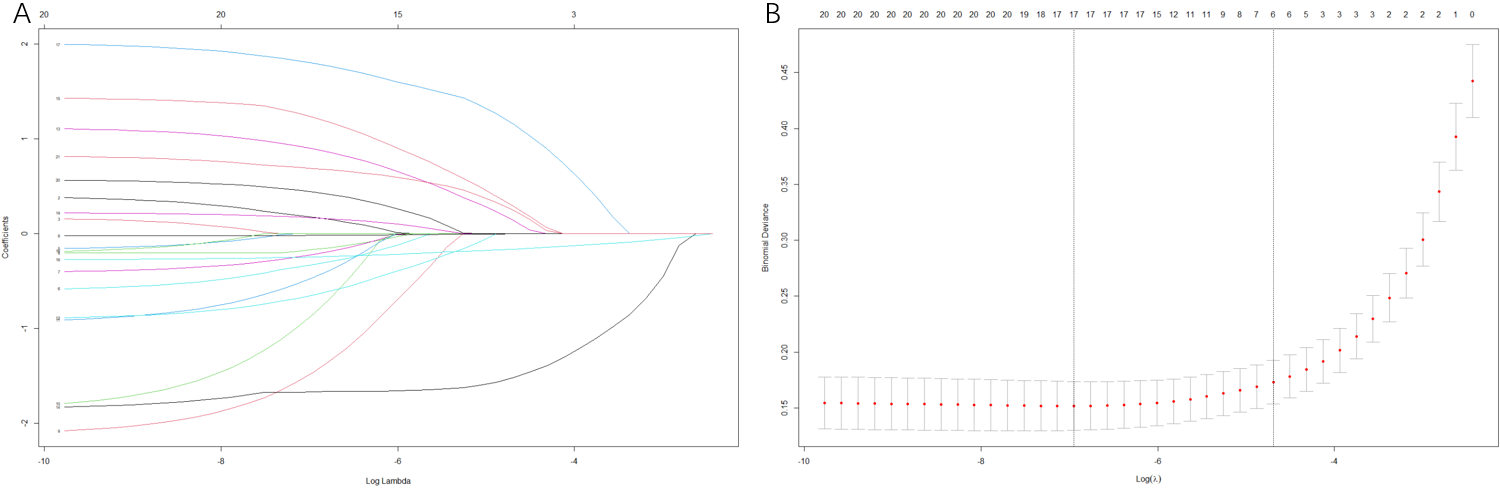 A
20 20 15 3
2
1
0
-1
-2
Coefficients
-10 -8 -6 -4
Log Lambda
B
20 20 20 20 20 20 20 20 20 20 20 20 19 18 17 17 17 17 17 17 15 12 11 11 9 8 7 6 6 5 3 3 3 3 2 2 2 2 1 0
0.45
0.40
0.35
0.30
0.25
0.20
0.15
Binomial Deviance
-10 -8 -6 -4
Log(λ)